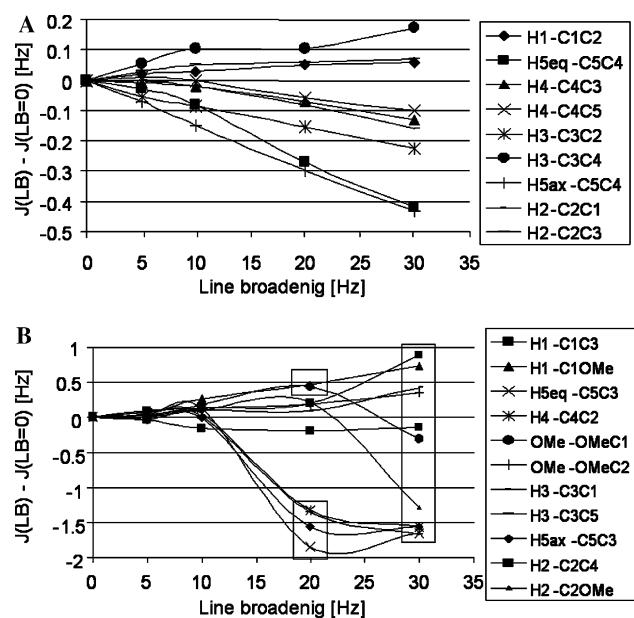 A
J(LB) - J(LB=0) [Hz]
0.2
0.1
0
-0.1
-0.2
-0.3
-0.4
-0.5
0 5 10 15 20 25 30 35
Line broadenig [Hz]
H1-C1C2
H5eq-C5C4
H4-C4C3
H4-C4C5
H3-C3C2
H3-C3C4
H5ax-C5C4
H2-C2C1
H2-C2C3
B
J(LB) - J(LB=0) [Hz]
1
0.5
0
-0.5
-1
-1.5
-2
0 5 10 15 20 25 30 35
Line broadenig [Hz]
H1-C1C3
H1-C1OMe
H5eq-C5C3
H4-C4C2
OMe-OMeC1
OMe-OMeC2
H3-C3C1
H3-C3C5
H5ax-C5C3
H2-C2C4
H2-C2OMe